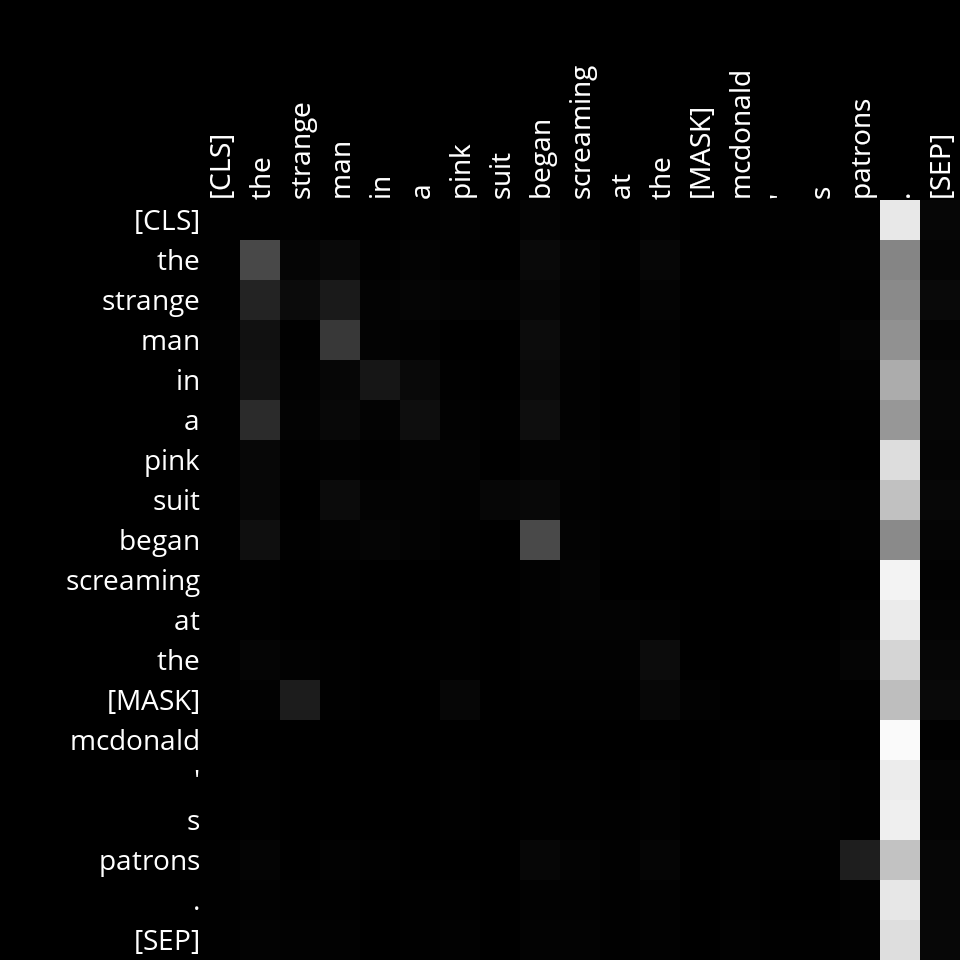 [CLS] the strange man in a pink suit began screaming at the [MASK] mcdonald ' s patrons . [SEP]
[CLS]
the
strange
man
in
a
pink
suit
began
screaming
at
the
[MASK]
mcdonald
'
s
patrons
.
[SEP]